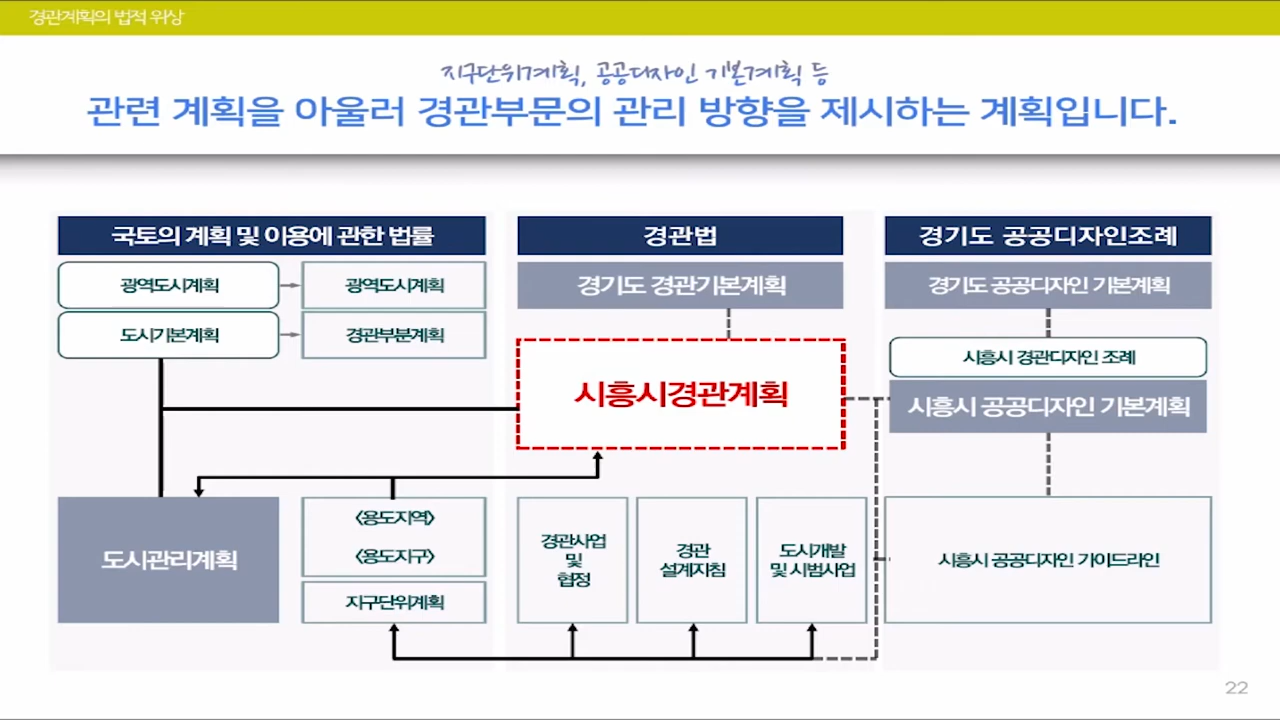 경관계획의 법적 위상
지구단위계획, 공공디자인 기본계획 등
관련 계획을 아울러 경관부문의 관리 방향을 제시하는 계획입니다.
국토의 계획 및 이용에 관한 법률
광역도시계획
광역도시계획
도시기본계획
경관부분계획
도시관리계획
〈용도지역〉
〈용도지구〉
지구단위계획
경관법
경기도 경관기본계획
시흥시경관계획
경관사업
및
협정
경관
설계지침
도시개발
및 시범사업
경기도 공공디자인조례
경기도 공공디자인 기본계획
시흥시 경관디자인 조례
시흥시 공공디자인 기본계획
시흥시 공공디자인 가이드라인
22